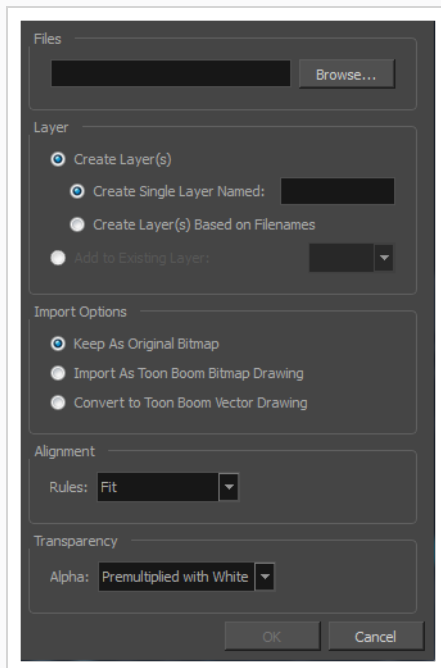 Files
Browse...
Layer
Create Layer(s)
Create Single Layer Named:
Create Layer(s) Based on Filenames
Add to Existing Layer:
Import Options
Keep As Original Bitmap
Import As Toon Boom Bitmap Drawing
Convert to Toon Boom Vector Drawing
Alignment
Rules: Fit
Transparency
Alpha: Premultiplied with White
OK Cancel